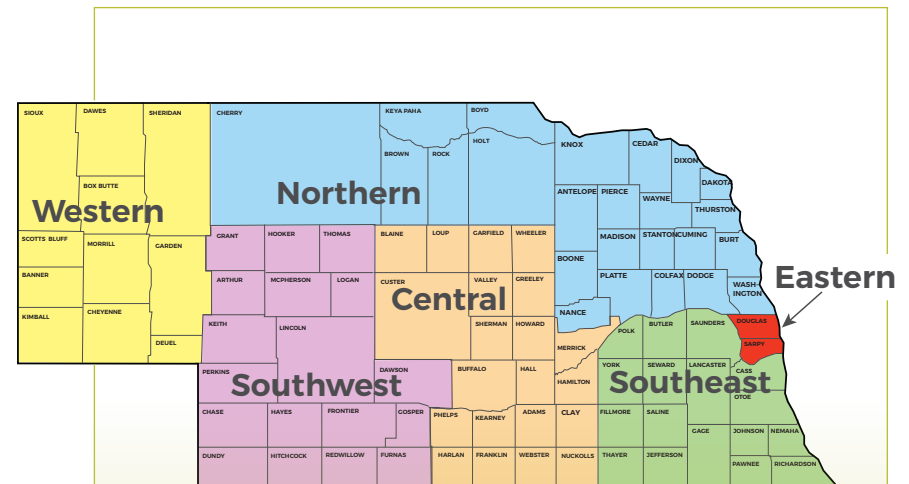 SIOUX
DAWES
SHERIDAN
CHERRY
KEYA PAHA
BOYD
BROWN
ROCK
HOLT
KNOX
CEDAR
DIXON
DAKOTA
BOX BUTTE
Western
Northern
ANTELOPE
PIERCE
WAYNE
THURSTON
SCOTTS BLUFF
MORRILL
GARDEN
GRANT
HOOKER
THOMAS
BLAINE
LOUP
GARFIELD
WHEELER
MADISON
STANTON
CUMING
BURT
BOONE
BANNER
ARTHUR
MCPHERSON
LOGAN
CUSTER
VALLEY
GREELEY
PLATTE
COLFAX
DODGE
WASH-
INGTON
Eastern
Central
KIMBALL
CHEYENNE
NANCE
KEITH
LINCOLN
SHERMAN
HOWARD
POLK
BUTLER
SAUNDERS
DOUGLAS
DEUEL
MERRICK
SARPY
PERKINS
DAWSON
BUFFALO
HALL
HAMILTON
YORK
SEWARD
LANCASTER
CASS
Southwest
Southeast
OTOE
CHASE
HAYES
FRONTIER
GOSPER
PHELPS
KEARNEY
ADAMS
CLAY
FILLMORE
SALINE
GAGE
JOHNSON
NEMAHA
DUNDY
HITCHCOCK
REDWILLOW
FURNAS
HARLAN
FRANKLIN
WEBSTER
NUCKOLLS
THAYER
JEFFERSON
PAWNEE
RICHARDSON